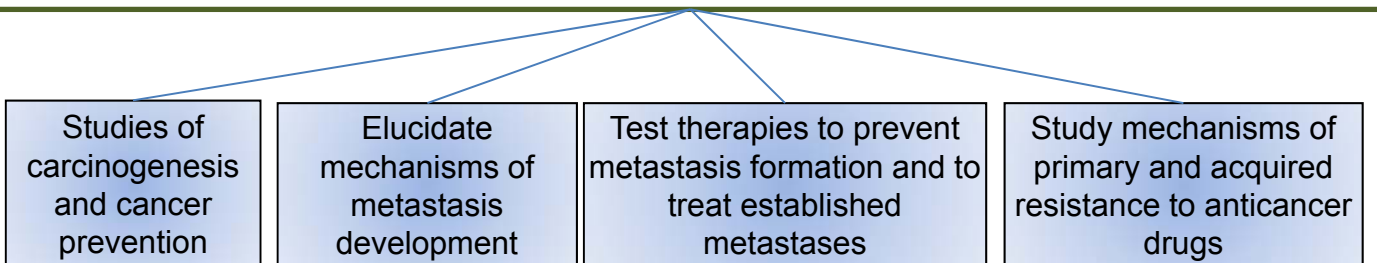 Studies of
carcinogenesis
and cancer
prevention
Elucidate
mechanisms of
metastasis
development
Test therapies to prevent
metastasis formation and to
treat established
metastases
Study mechanisms of
primary and acquired
resistance to anticancer
drugs